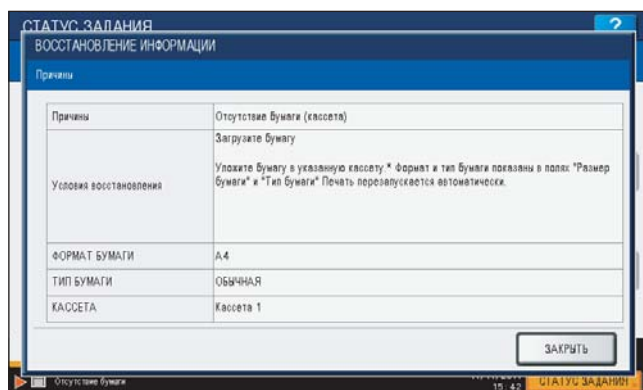 СТАТУС ЗАДАНИЯ
?
ВОССТАНОВЛЕНИЕ ИНФОРМАЦИИ
Причины
Причины Отсутствие бумаги (кассета)
Загрузите бумагу
Условия восстановления
Уложите бумагу в указанную кассету.* Формат и тип бумаги показаны в полях "Размер
бумаги" и "Тип бумаги" Печать перезапускается автоматически.
ФОРМАТ БУМАГИ A4
ТИП БУМАГИ ОБЫЧНАЯ
КАССЕТА Кассета 1
ЗАКРЫТЬ
Отсутствие бумаги
15:42
СТАТУС ЗАДАНИЯ